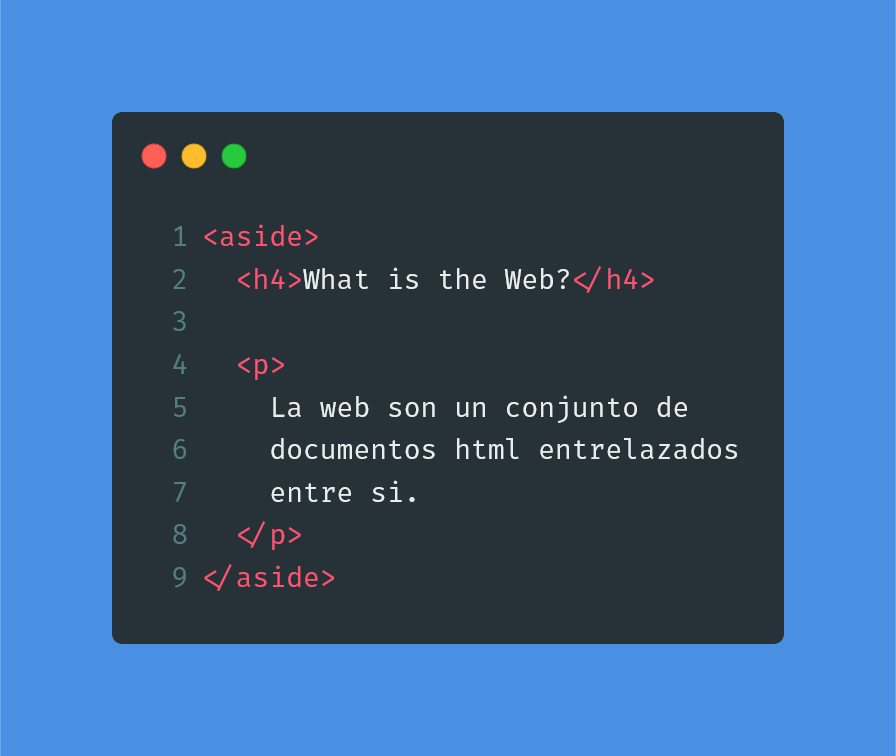 1 <aside>
2   <h4>What is the Web?</h4>
3
4   <p>
5     La web son un conjunto de
6     documentos html entrelazados
7     entre si.
8   </p>
9 </aside>